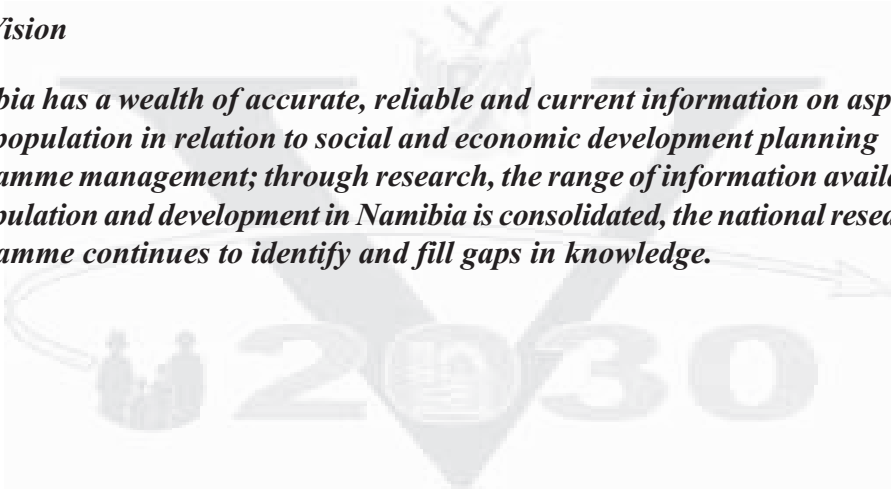 Vision
bia has a wealth of accurate, reliable and current information on asp
population in relation to social and economic development planning
amme management; through research, the range of information availa
pulation and development in Namibia is consolidated, the national resea
amme continues to identify and fill gaps in knowledge.
V
2030